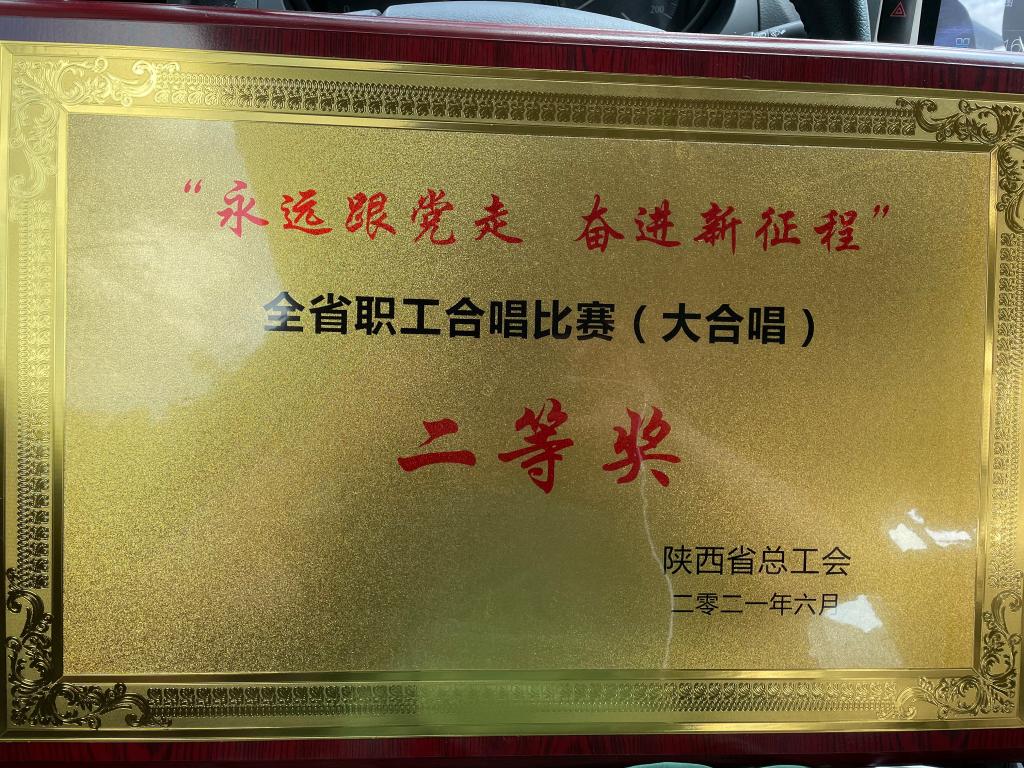 “永远跟党走 奋进新征程”
全省职工合唱比赛（大合唱）
二等奖
陕西省总工会
二零二一年六月